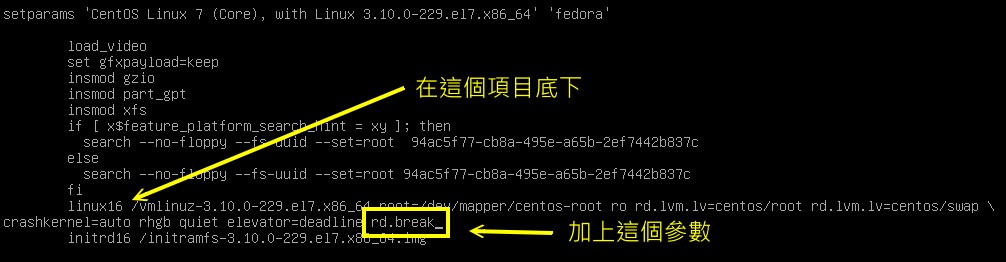 setparams 'CentOS Linux 7 (Core), with Linux 3.10.0-229.el7.x86_64' 'fedora'
load_video
set gfxpayload=keep
insmod gzio
在這個項目底下
insmod part_gpt
insmod xfs
if [ x$feature_platform_search_hint = xy ]; then
search --no-floppy --fs-uuid --set=root  94ac5f77-cb8a-495e-a65b-2ef7442b837c
else
search --no-floppy --fs-uuid --set=root 94ac5f77-cb8a-495e-a65b-2ef7442b837c
fi
linux16 /vmlinuz-3.10.0-229.el7.x86_64 root=/dev/mapper/centos-root ro rd.lvm.lv=centos/root rd.lvm.lv=centos/swap \
crashkernel=auto rhgb quiet elevator=deadline rd.break_
加上這個參數
initrd16 /initramfs-3.10.0-229.el7.x86_64.img